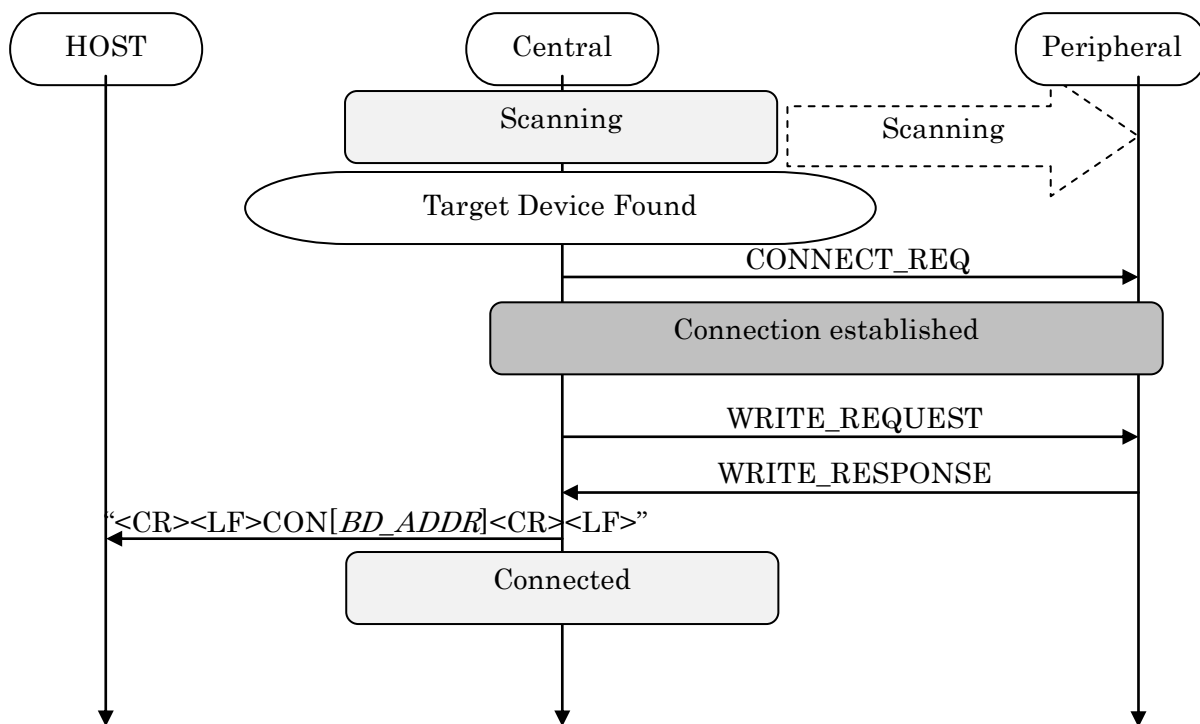 HOST
Central
Peripheral
Scanning
Scanning
Target Device Found
CONNECT_REQ
Connection established
WRITE_REQUEST
WRITE_RESPONSE
“<CR><LF>CON[BD_ADDR]<CR><LF>”
Connected